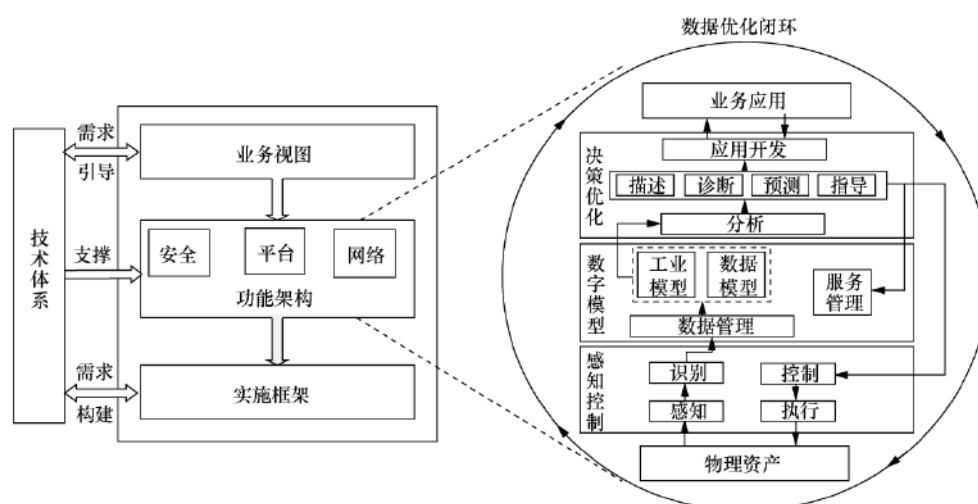 数据优化闭环
技术体系
需求
引导
支撑
需求
构建
业务视图
安全
平台
网络
功能架构
实施框架
业务应用
决策优化
应用开发
描述
诊断
预测
指导
分析
数字模型
工业
模型
数据
模型
服务
管理
数据管理
感知控制
识别
控制
感知
执行
物理资产